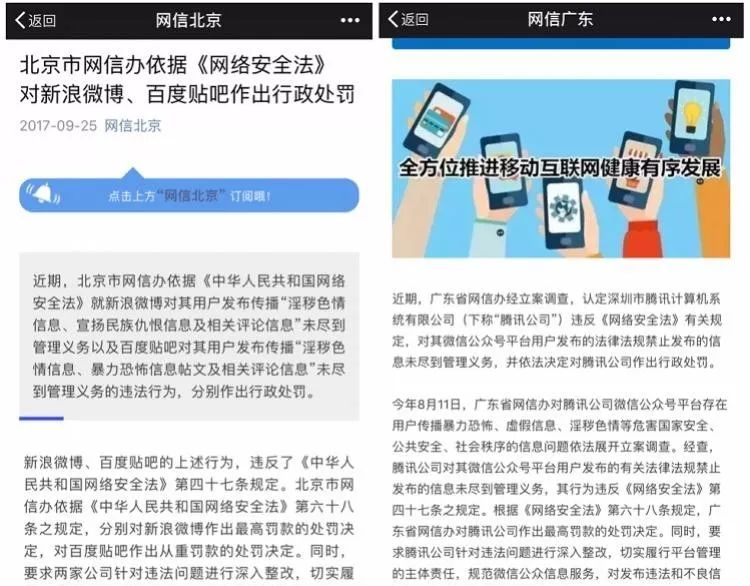 返回
网信北京
北京市网信办依据《网络安全法》
对新浪微博、百度贴吧作出行政处罚
2017-09-25 网信北京
点击上方“网信北京”订阅哦!
近期，北京市网信办依据《中华人民共和国网络
安全法》就新浪微博对其用户发布传播“淫秽色情
信息、宣扬民族仇恨信息及相关评论信息”未尽到
管理义务以及百度贴吧对其用户发布传播“淫秽色
情信息、暴力恐怖信息帖文及相关评论信息”未尽
到管理义务的违法行为，分别作出行政处罚。
新浪微博、百度贴吧的上述行为，违反了《中华人
民共和国网络安全法》第四十七条规定。北京市网
信办依据《中华人民共和国网络安全法》第六十八
条之规定，分别对新浪微博作出最高罚款的处罚决
定，对百度贴吧作出从重罚款的处罚决定。同时，
要求两家公司针对违法问题进行深入整改，切实履
返回
网信广东
全方位推进移动互联网健康有序发展
近期，广东省网信办经立案调查，认定深圳市腾讯计算机系
统有限公司（下称“腾讯公司”）违反《网络安全法》有关规
定，对其微信公众号平台用户发布的法律法规禁止发布的信
息未尽到管理义务，并依法决定对腾讯公司作出行政处罚。
今年8月11日，广东省网信办对腾讯公司微信公众号平台存在
用户传播暴力恐怖、虚假信息、淫秽色情等危害国家安全、
公共安全、社会秩序的信息问题依法展开立案调查。经查，
腾讯公司对其微信公众号平台用户发布的有关法律法规禁止
发布的信息未尽到管理义务，其行为违反《网络安全法》第
四十七条之规定。根据《网络安全法》第六十八条规定，广
东省网信办对腾讯公司作出最高罚款的处罚决定。同时，要
求腾讯公司针对违法问题进行深入整改，切实履行平台管理
的主体责任，规范微信公众信息服务，对发布违法和不良信